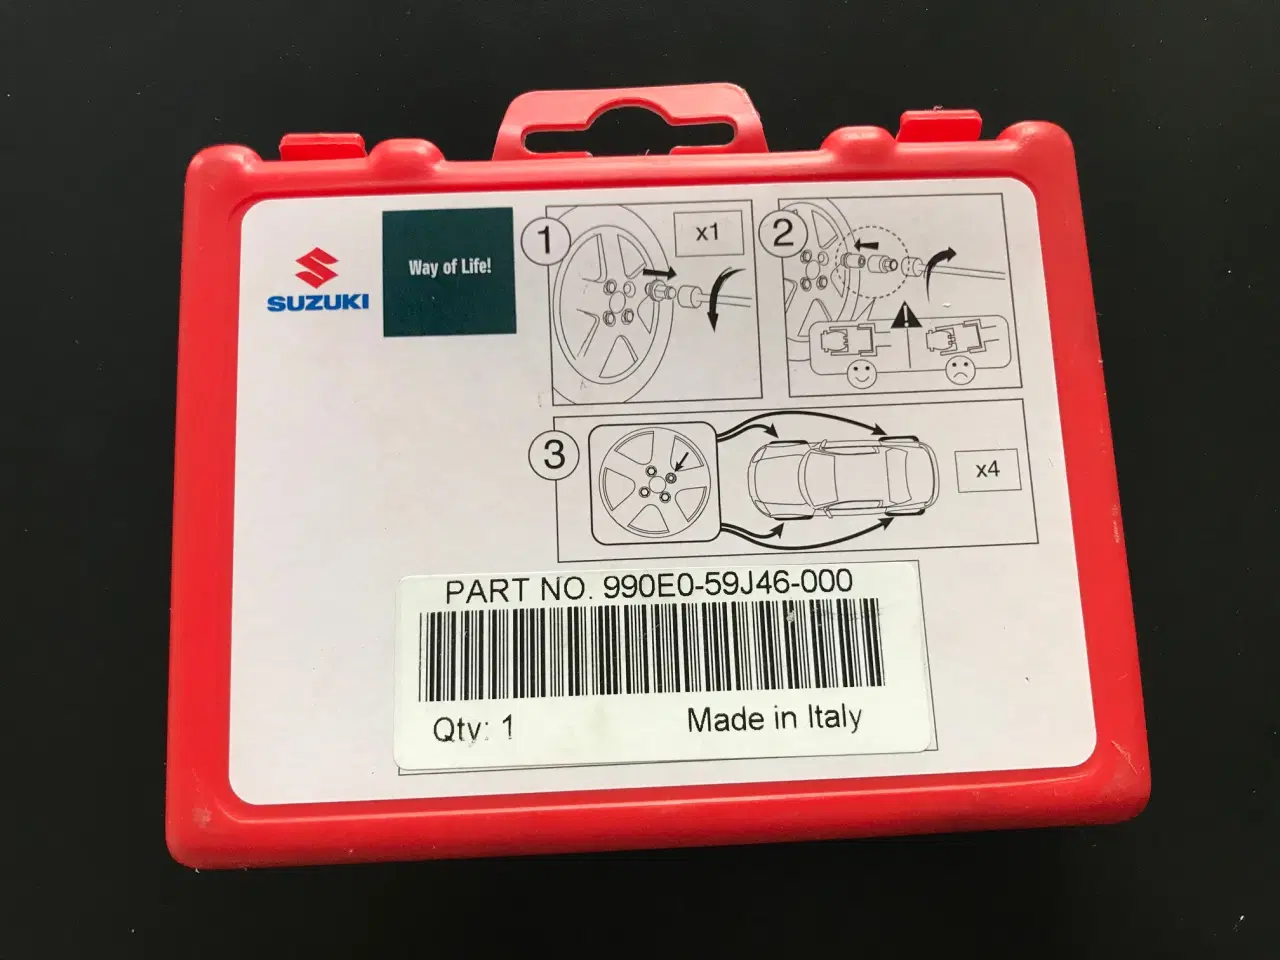 SUZUKI
Way of Life!
1
x1
2
3
x4
PART NO. 990E0-59J46-000
Qty: 1
Made in Italy